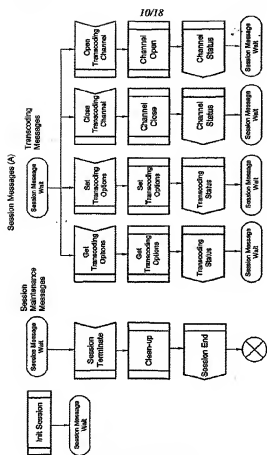 10/18
Session Messages (A)
Init Session
Session Message
Wait
Session
Maintenance
Messages
Session Message
Wait
Session
Terminate
Clean-up
Session End
Transcoding
Messages
Session Message
Wait
Get
Transcoding
Options
Get
Transcoding
Options
Transcoding
Status
Session Message
Wait
Set
Transcoding
Options
Set
Transcoding
Options
Transcoding
Status
Session Message
Wait
Close
Transcoding
Channel
Channel
Close
Channel
Status
Session Message
Wait
Open
Transcoding
Channel
Channel
Open
Channel
Status
Session Message
Wait